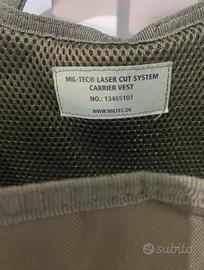 MIL-TEC® LASER CUT SYSTEM
CARRIER VEST
NO.: 13465101
WWW.MILTEC.DE
subito